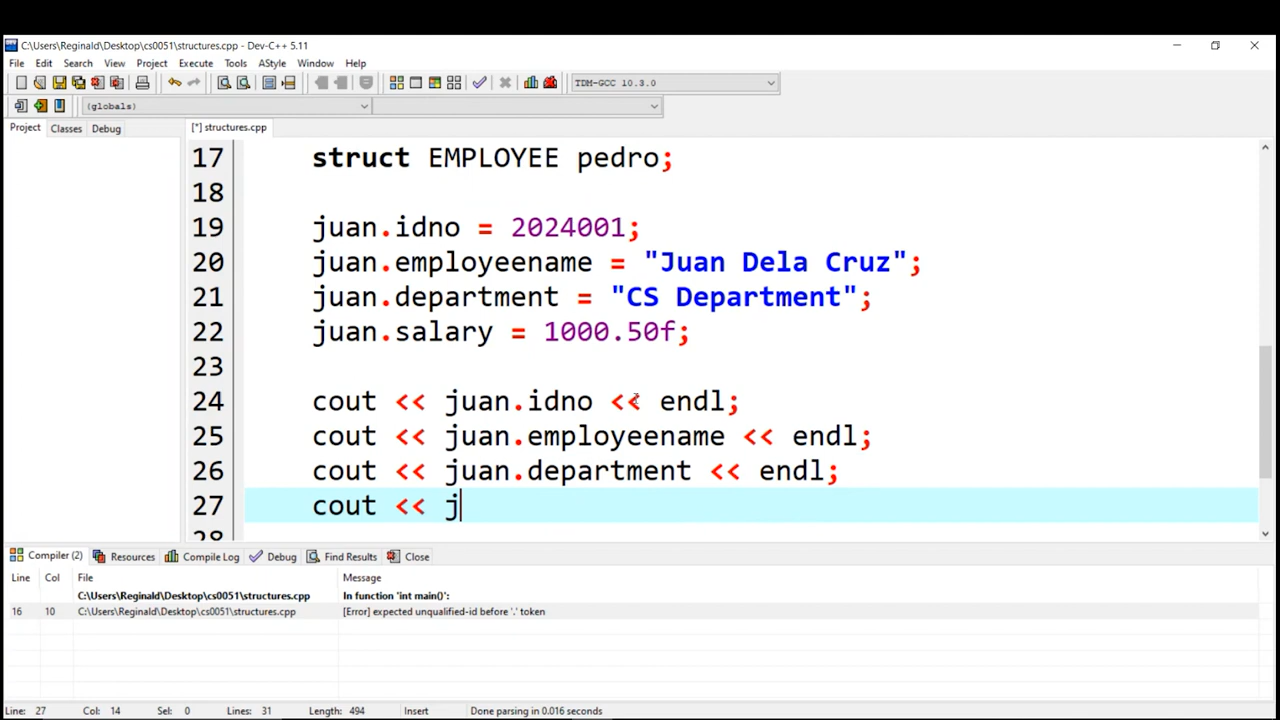 C:\Users\Reginald\Desktop\cs0051\structures.cpp - Dev-C++ 5.11
File Edit Search View Project Execute Tools AStyle Window Help
TDM-GCC 10.3.0
(globals)
Project Classes Debug [*] structures.cpp
17 struct EMPLOYEE pedro;
18
19 juan.idno = 2024001;
20 juan.employeename = "Juan Dela Cruz";
21 juan.department = "CS Department";
22 juan.salary = 1000.50f;
23
24 cout << juan.idno << endl;
25 cout << juan.employeename << endl;
26 cout << juan.department << endl;
27 cout << j
28
Compiler (2) Resources Compile Log Debug Find Results Close
Line Col File Message
C:\Users\Reginald\Desktop\cs0051\structures.cpp In function 'int main()':
16 10 C:\Users\Reginald\Desktop\cs0051\structures.cpp [Error] expected unqualified-id before '.' token
Line: 27 Col: 14 Sel: 0 Lines: 31 Length: 494 Insert Done parsing in 0.016 seconds